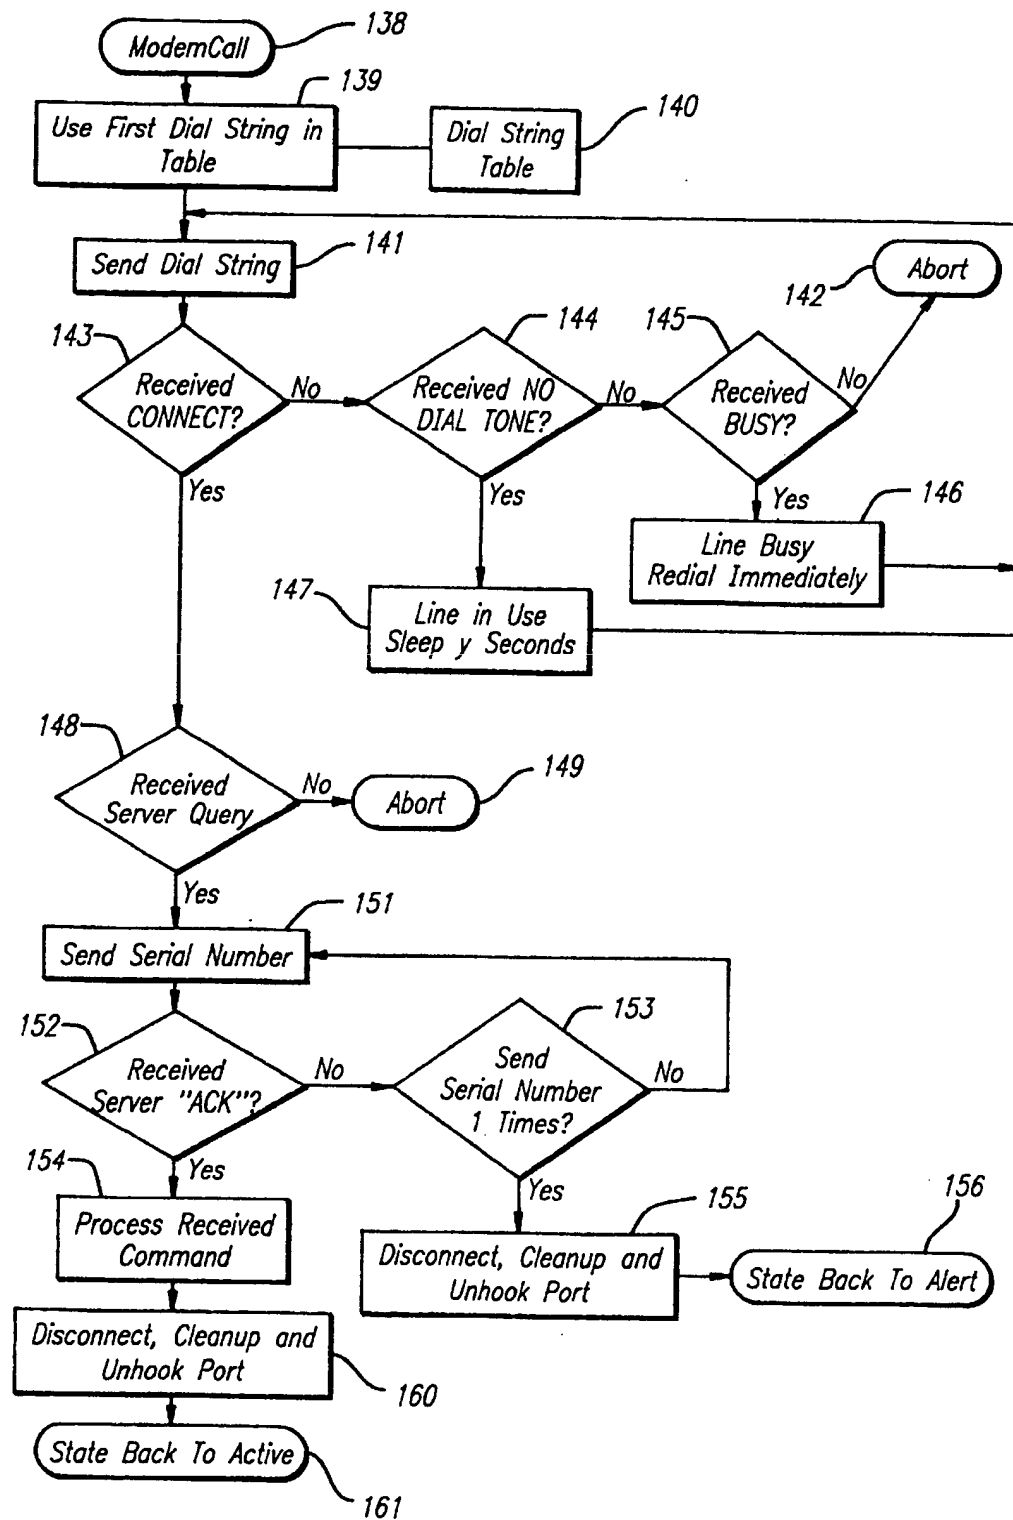 ModemCall
138
139
Use First Dial String in
Table
Dial String
Table
140
Send Dial String
141
Abort
142
143
144
145
Received
CONNECT?
No
Received NO
DIAL TONE?
No
Received
BUSY?
No
Yes
Yes
Yes
146
Line Busy
Redial Immediately
147
Line in Use
Sleep y Seconds
148
Received
Server Query
No
Abort
149
Yes
151
Send Serial Number
152
Received
Server "ACK"?
No
153
Send
Serial Number
1 Times?
No
Yes
Yes
154
Process Received
Command
155
Disconnect, Cleanup and
Unhook Port
156
State Back To Alert
Disconnect, Cleanup and
Unhook Port
160
State Back To Active
161